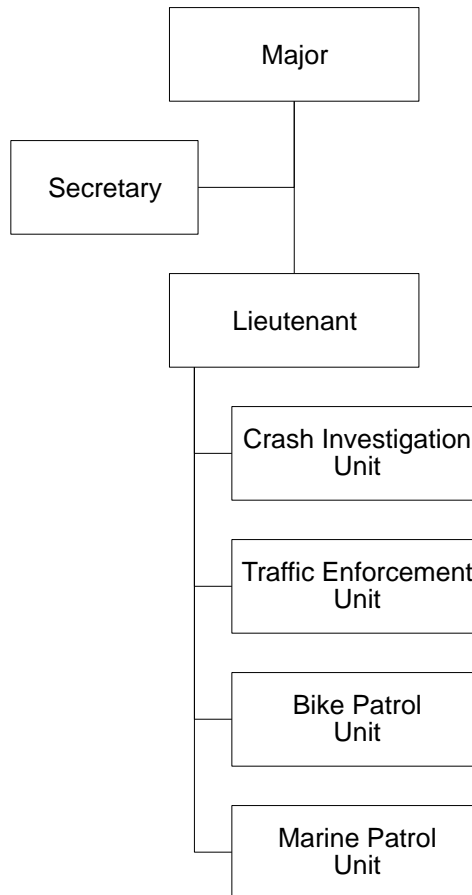 Major
Secretary
Lieutenant
Crash Investigation
Unit
Traffic Enforcement
Unit
Bike Patrol
Unit
Marine Patrol
Unit